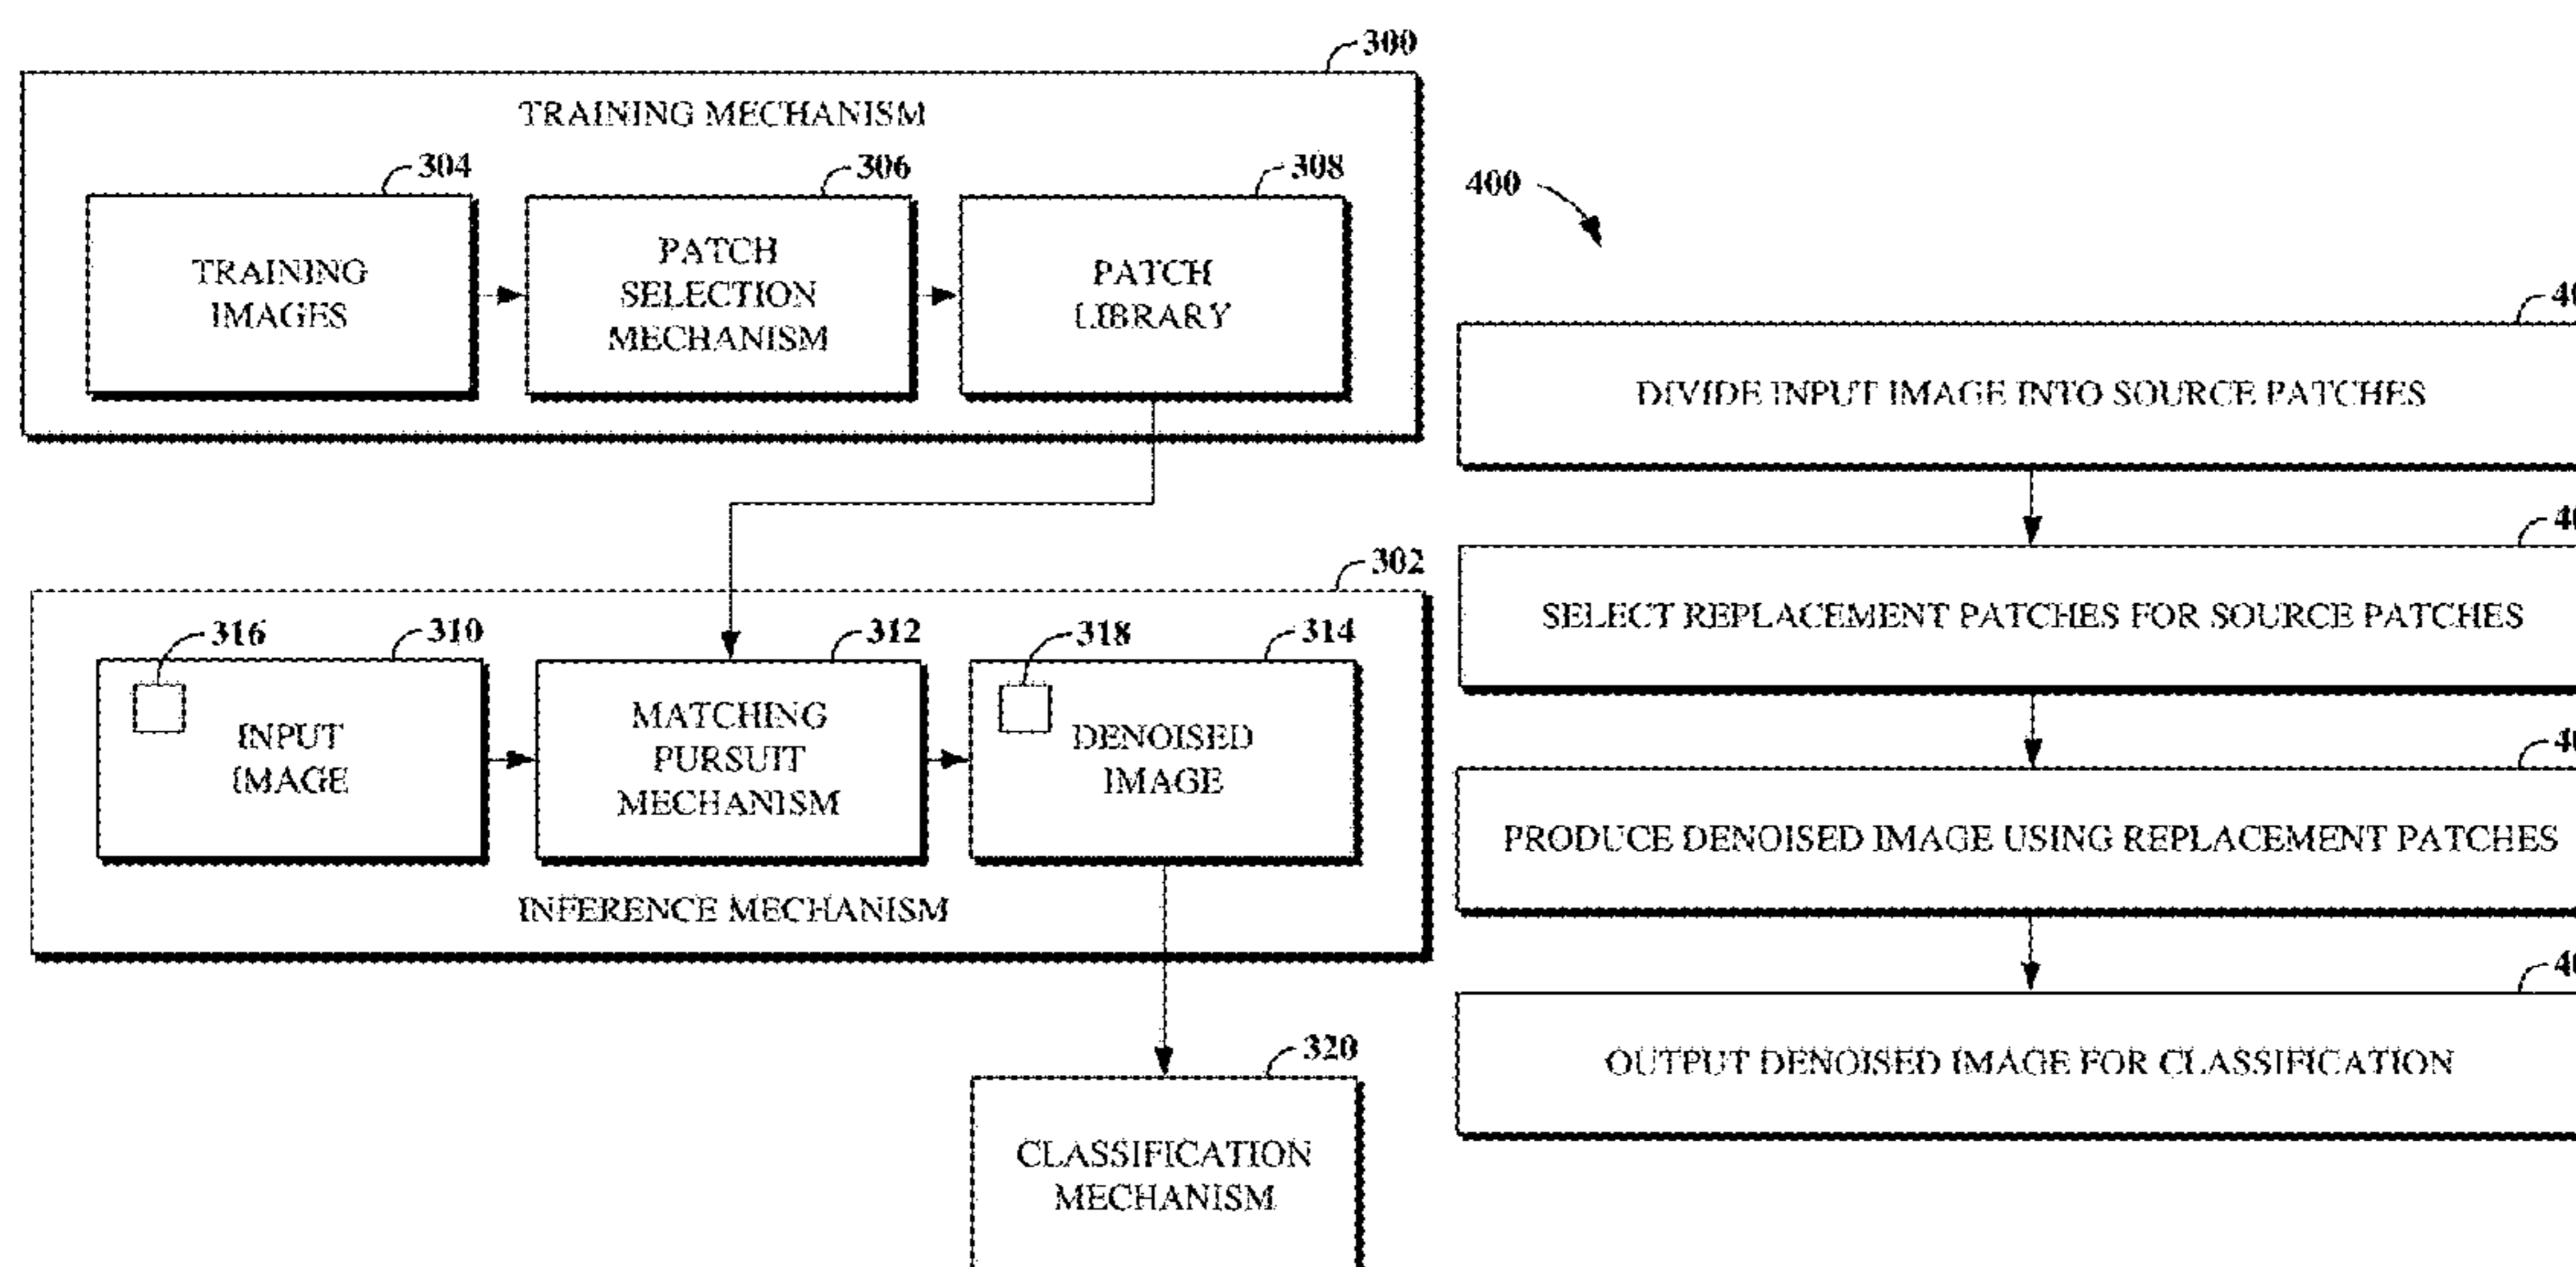 300
TRAINING MECHANISM
304
306
308
TRAINING
IMAGES
PATCH
SELECTION
MECHANISM
PATCH
LIBRARY
302
316
310
312
318
314
INPUT
IMAGE
MATCHING
PURSUIT
MECHANISM
DENOISED
IMAGE
INFERENCE MECHANISM
320
CLASSIFICATION
MECHANISM
400
DIVIDE INPUT IMAGE INTO SOURCE PATCHES
SELECT REPLACEMENT PATCHES FOR SOURCE PATCHES
PRODUCE DENOISED IMAGE USING REPLACEMENT PATCHES
OUTPUT DENOISED IMAGE FOR CLASSIFICATION